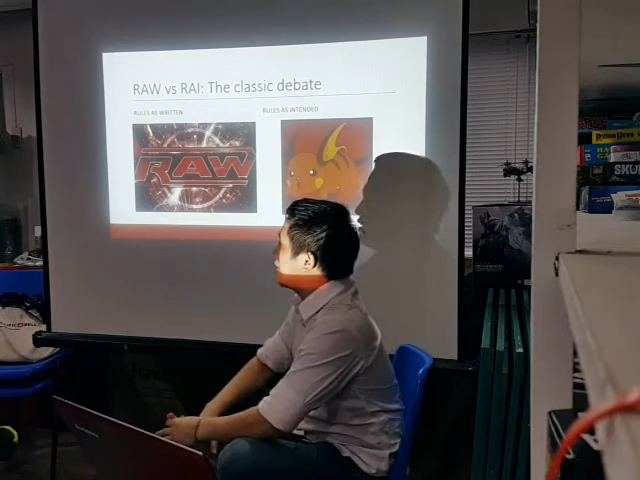 RAW vs RAI: The classic debate
RULES AS WRITTEN
RULES AS INTENDED
RAW